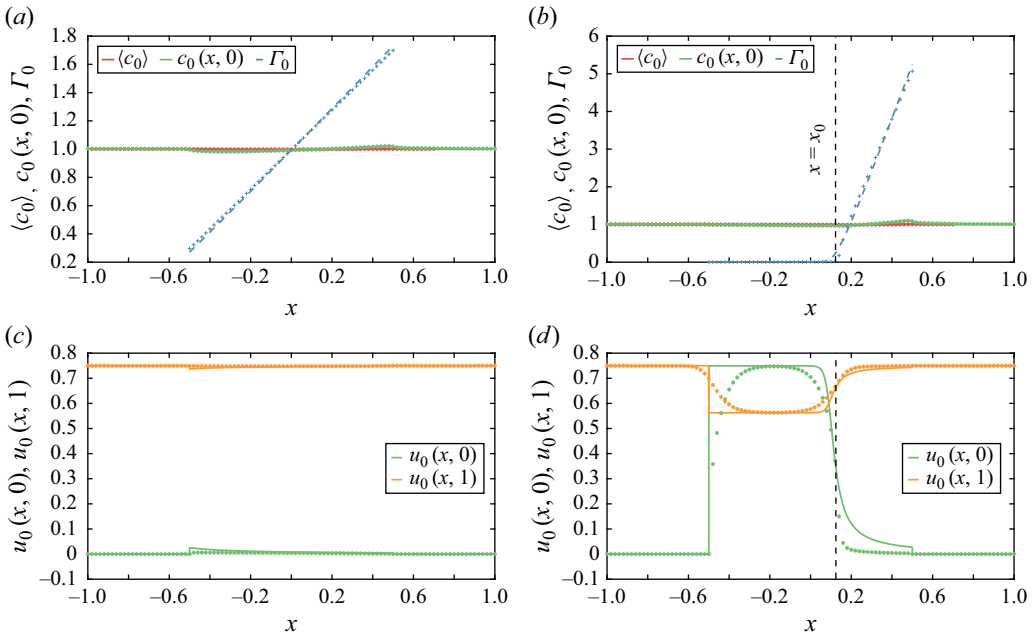 (a)
1.8
1.6
1.4
1.2
1.0
0.8
0.6
0.4
0.2
⟨c0⟩ c0 (x, 0) Γ0
⟨c0⟩, c0 (x, 0), Γ0
–1.0 –0.6 –0.2 0.2 0.6 1.0
x
(b)
6
5
4
3
2
1
0
⟨c0⟩ c0 (x, 0) Γ0
x = x0
⟨c0⟩, c0 (x, 0), Γ0
–1.0 –0.6 –0.2 0.2 0.6 1.0
x
(c)
0.8
0.7
0.6
0.5
0.4
0.3
0.2
0.1
0
–0.1
u0 (x, 0)
u0 (x, 1)
u0 (x, 0), u0 (x, 1)
–1.0 –0.6 –0.2 0.2 0.6 1.0
x
(d)
0.8
0.7
0.6
0.5
0.4
0.3
0.2
0.1
0
–0.1
u0 (x, 0)
u0 (x, 1)
u0 (x, 0), u0 (x, 1)
–1.0 –0.6 –0.2 0.2 0.6 1.0
x